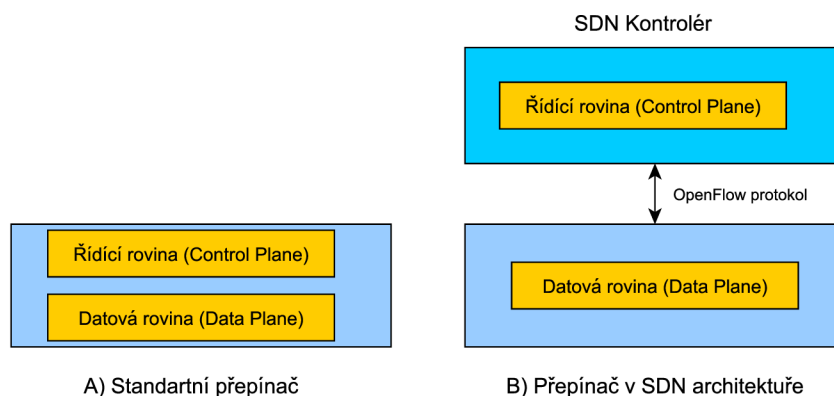 SDN Kontrolér
Řídící rovina (Control Plane)
OpenFlow protokol
Řídící rovina (Control Plane)
Datová rovina (Data Plane)
Datová rovina (Data Plane)
A) Standartní přepínač
B) Přepínač v SDN architektuře